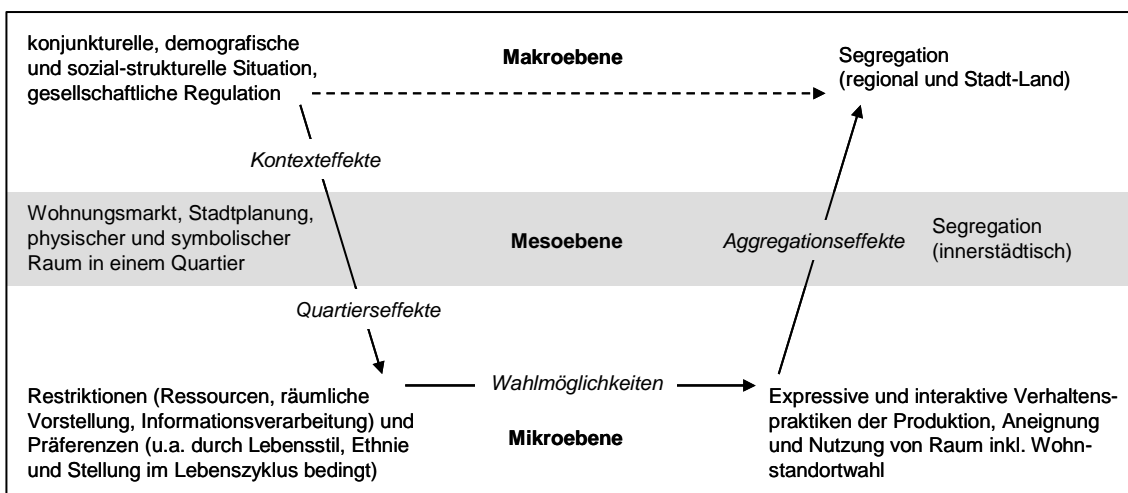 konjunkturelle, demografische
und sozial-strukturelle Situation,
gesellschaftliche Regulation
Makroebene
Segregation
(regional und Stadt-Land)
Kontexteffekte
Wohnungsmarkt, Stadtplanung,
physischer und symbolischer
Raum in einem Quartier
Mesoebene
Aggregationseffekte
Segregation
(innerstädtisch)
Quartierseffekte
Wahlmöglichkeiten
Restriktionen (Ressourcen, räumliche
Vorstellung, Informationsverarbeitung) und
Präferenzen (u.a. durch Lebensstil, Ethnie
und Stellung im Lebenszyklus bedingt)
Mikroebene
Expressive und interaktive Verhaltens-
praktiken der Produktion, Aneignung
und Nutzung von Raum inkl. Wohn-
standortwahl